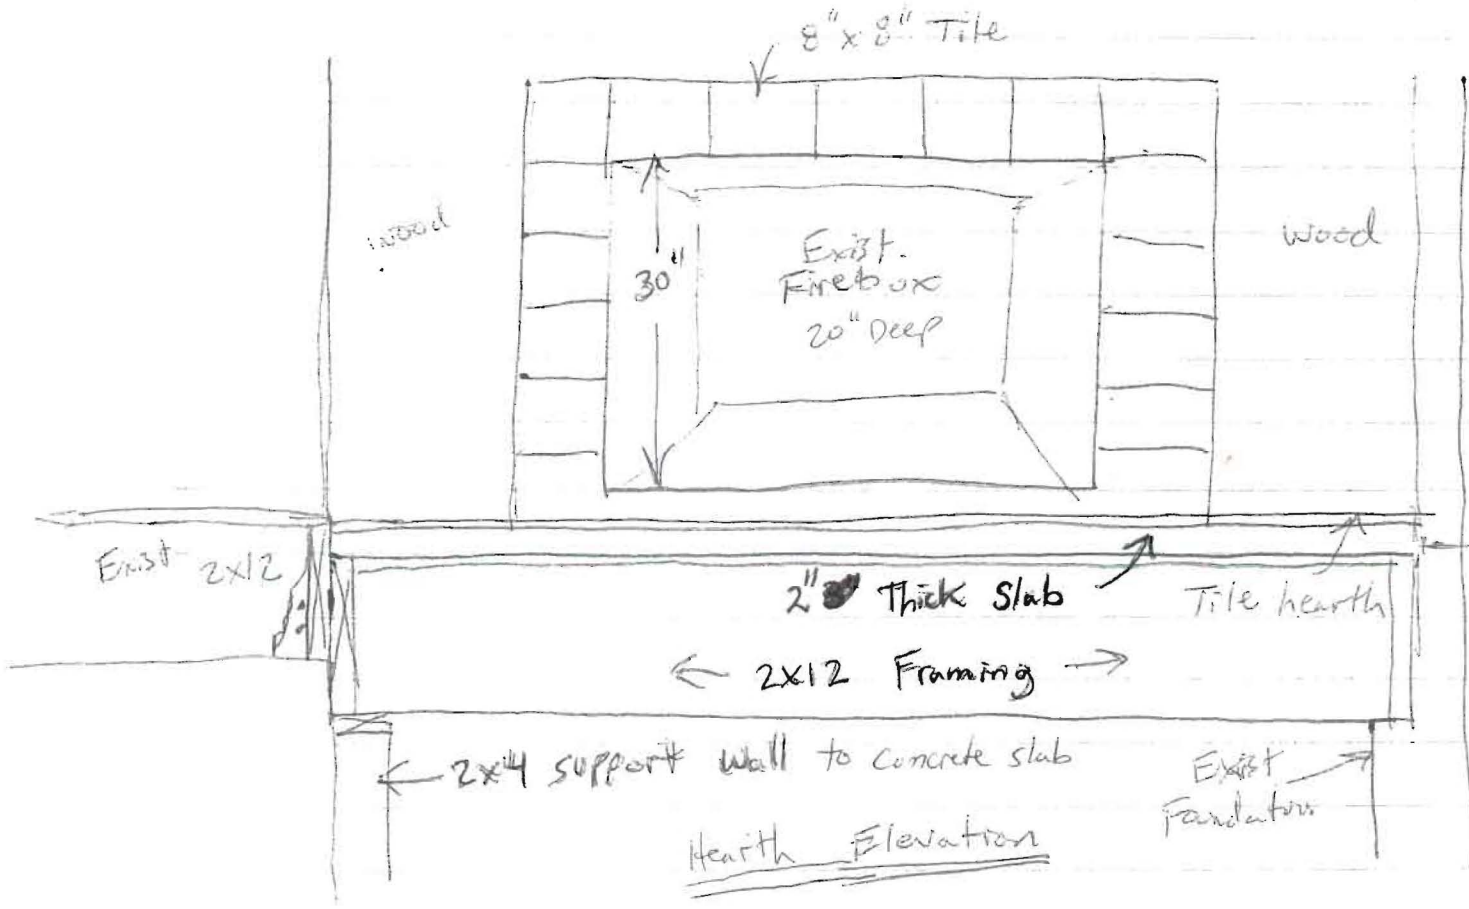 8"x 8" Tile
wood
30"
Exist.
Firebox
20" Deep
wood
Exist 2x12
2" Thick Slab
Tile hearth
2x12 Framing
2x4 support wall to concrete slab
Exist
Foundation
Hearth Elevation